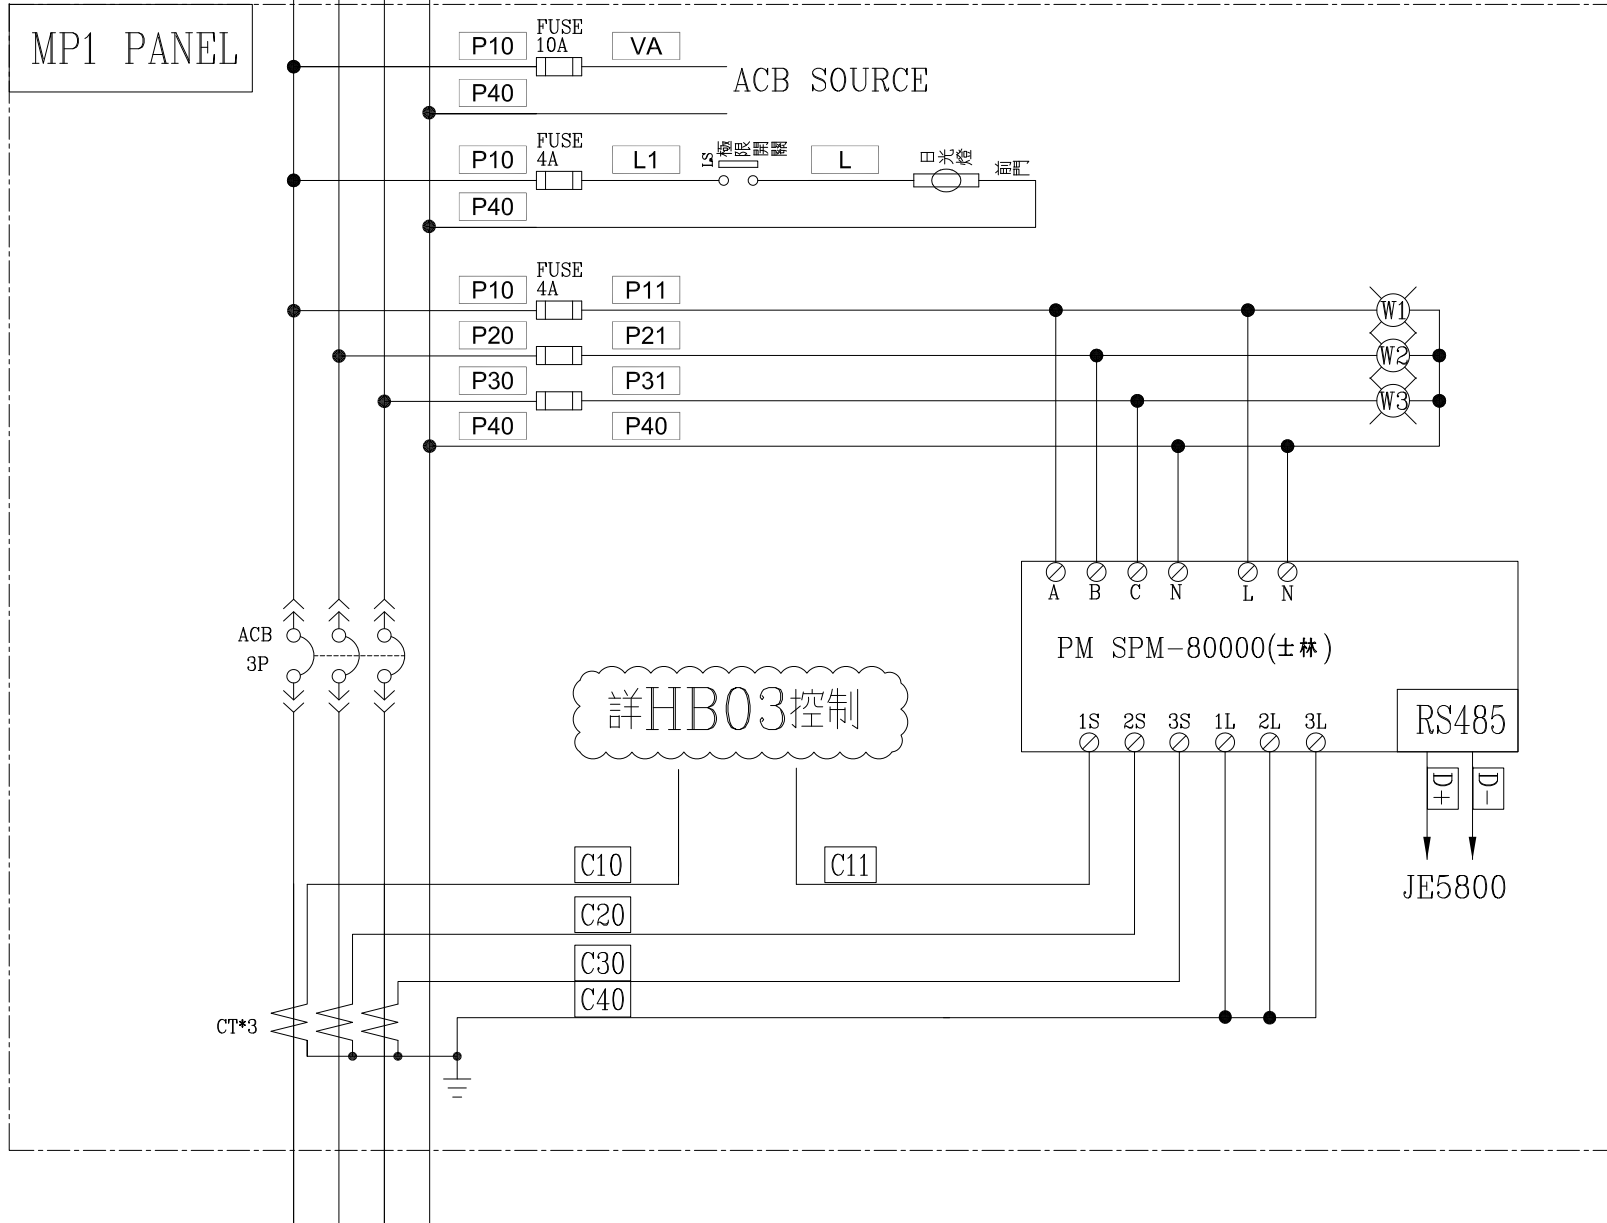 MP1 PANEL
P10
FUSE
10A
VA
P40
ACB SOURCE
P10
FUSE
4A
L1
LS
極限開關
L
日光燈
前門
P40
P10
FUSE
4A
P11
W1
P20
P21
W2
P30
P31
W3
P40
P40
A B C N L N
ACB
3P
PM SPM-80000(士林)
詳HB03控制
1S 2S 3S 1L 2L 3L
RS485
D+
D-
C10
C11
JE5800
C20
C30
C40
CT*3